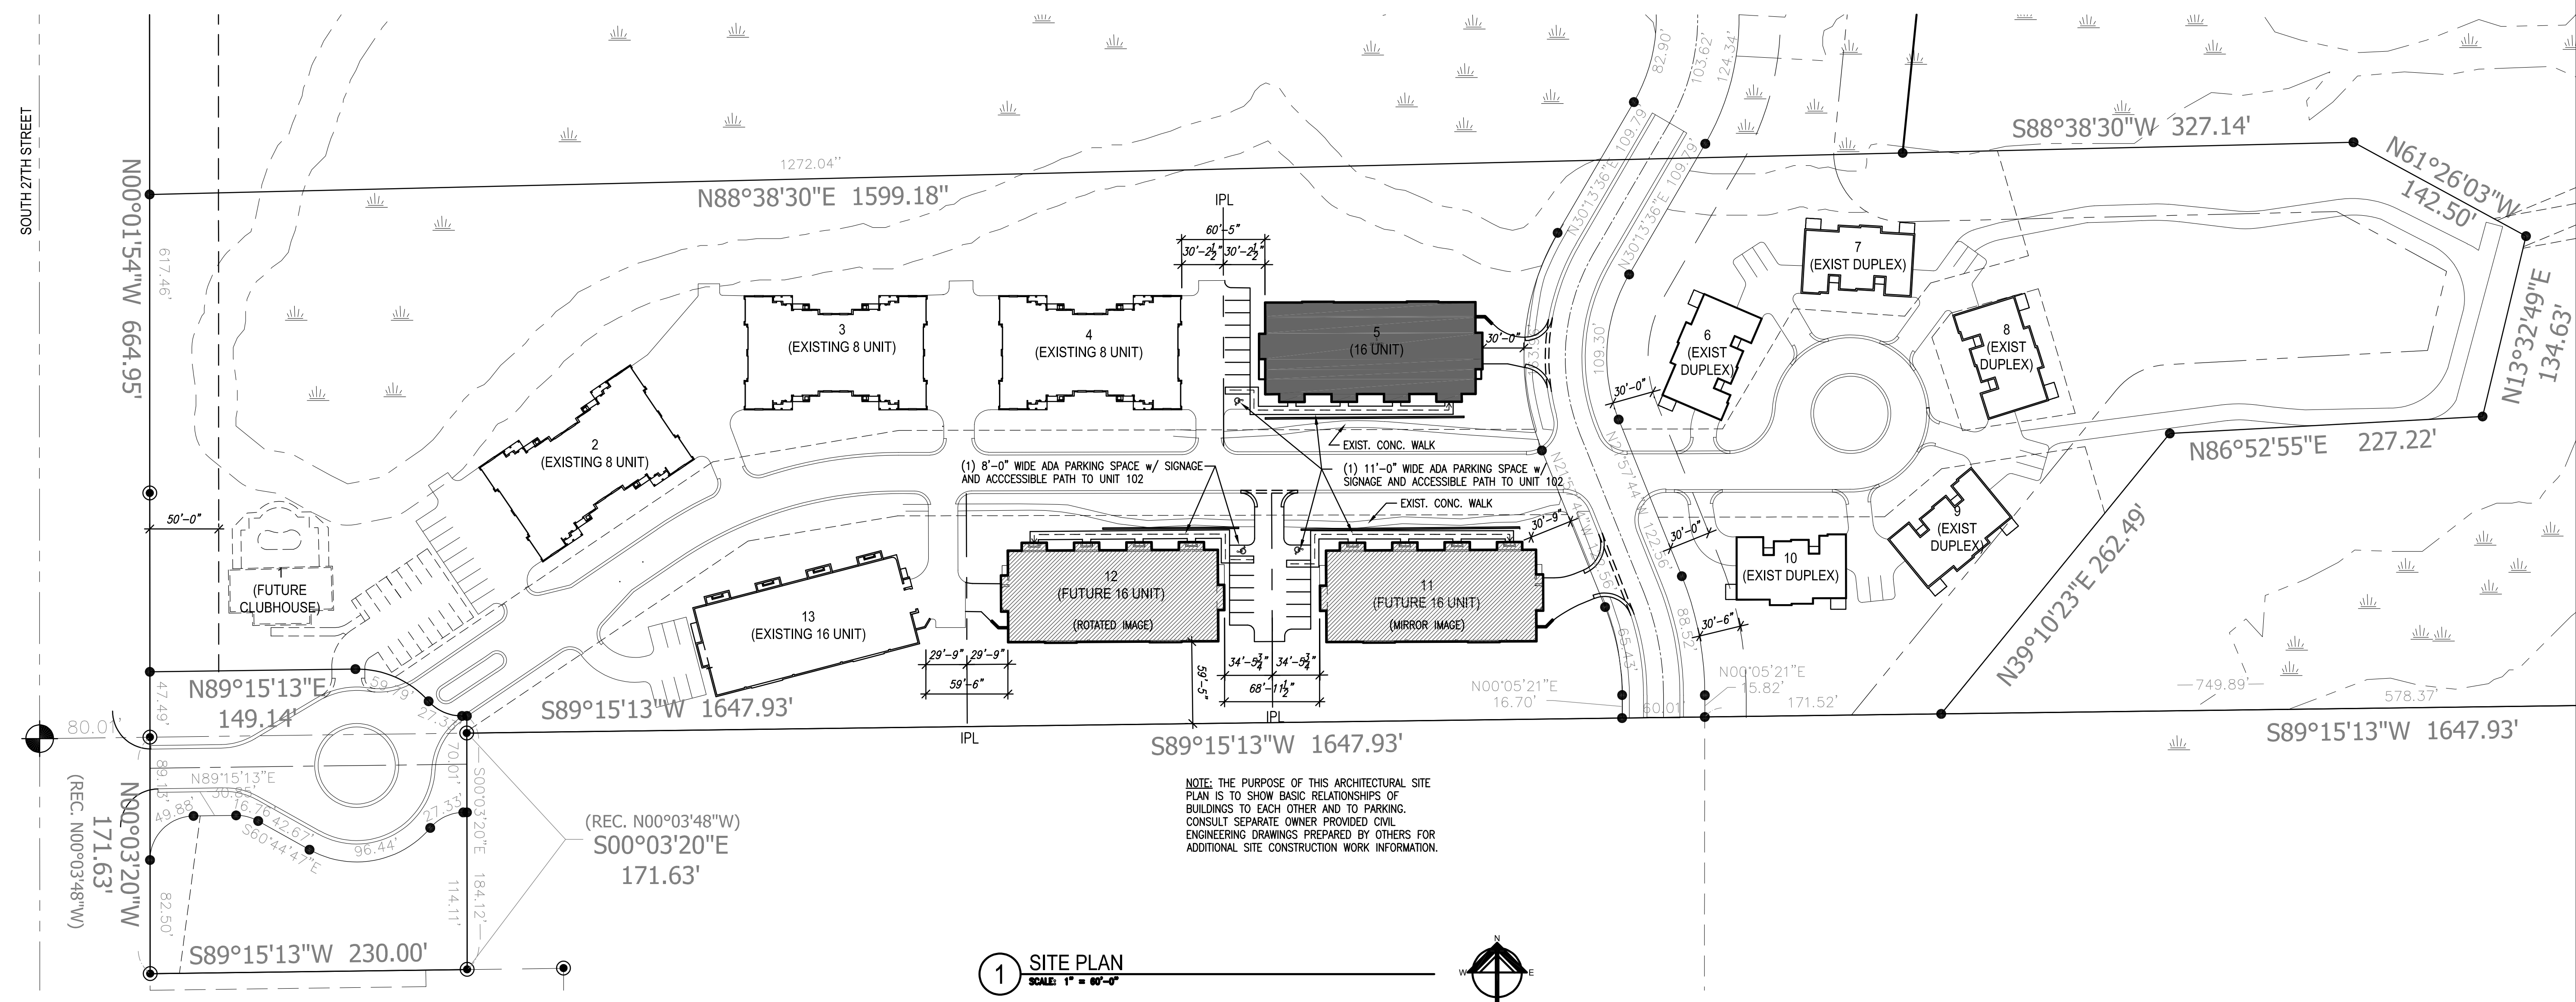 SOUTH 27TH STREET
N00°01'54"W 664.95'
617.46'
1272.04"
N88°38'30"E 1599.18"
IPL
60'-5"
30'-2½" 30'-2½"
82.90'
103.62'
124.34'
N30°13'36"E 109.79'
N30°13'36"E 109.79'
S88°38'30"W 327.14'
N61°26'03"W
142.50'
N13°32'49"E
134.63'
N86°52'55"E 227.22'
N39°10'23"E 262.49'
3
(EXISTING 8 UNIT)
4
(EXISTING 8 UNIT)
5
(16 UNIT)
30'-0"
109.30'
6
(EXIST
DUPLEX)
7
(EXIST DUPLEX)
8
(EXIST
DUPLEX)
30'-0"
2
(EXISTING 8 UNIT)
EXIST. CONC. WALK
(1) 8'-0" WIDE ADA PARKING SPACE w/ SIGNAGE
AND ACCCESSIBLE PATH TO UNIT 102
(1) 11'-0" WIDE ADA PARKING SPACE w/
SIGNAGE AND ACCCESSIBLE PATH TO UNIT 102
EXIST. CONC. WALK
50'-0"
1
(FUTURE
CLUBHOUSE)
30'-9"
30'-0"
122.56'
9
(EXIST
DUPLEX)
10
(EXIST DUPLEX)
30'-6"
13
(EXISTING 16 UNIT)
12
(FUTURE 16 UNIT)
(ROTATED IMAGE)
11
(FUTURE 16 UNIT)
(MIRROR IMAGE)
29'-9" 29'-9"
59'-6"
59'-5"
34'-5¾" 34'-5¾"
68'-11½"
IPL
IPL
65.43'
88.52'
N00°05'21"E
16.70'
60.01'
N00°05'21"E
15.82'
171.52'
749.89'
578.37'
N89°15'13"E
149.14'
59.79'
27.33'
47.49'
80.01'
S89°15'13"W 1647.93'
S89°15'13"W 1647.93'
S89°15'13"W 1647.93'
89.13'
N89°15'13"E
30.85'
49.88'
16.76'
42.67'
S60°44'47"E
96.44'
27.33'
70.01'
S00°03'20"E 184.12'
114.11'
82.50'
N00°03'20"W
171.63'
(REC. N00°03'48"W)
(REC. N00°03'48"W)
S00°03'20"E
171.63'
S89°15'13"W 230.00'
NOTE: THE PURPOSE OF THIS ARCHITECTURAL SITE
PLAN IS TO SHOW BASIC RELATIONSHIPS OF
BUILDINGS TO EACH OTHER AND TO PARKING.
CONSULT SEPARATE OWNER PROVIDED CIVIL
ENGINEERING DRAWINGS PREPARED BY OTHERS FOR
ADDITIONAL SITE CONSTRUCTION WORK INFORMATION.
1
SITE PLAN
SCALE: 1" = 60'-0"
N
W
E